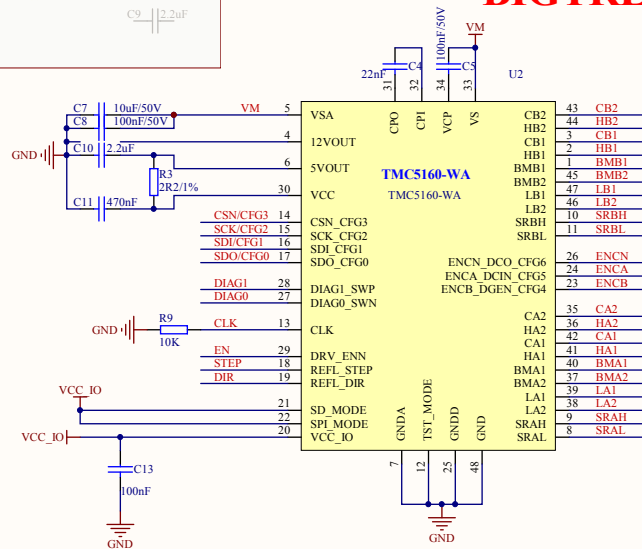 C9 2.2uF
VM
22nF C4
100nF/50V C5
U2
31 32 34 33
CPO CPI VCP VS
C7 10uF/50V VM 5 VSA
C8 100nF/50V
4 12VOUT
GND C10 2.2uF
6 5VOUT
R3
2R2/1%
30 VCC
C11 470nF
TMC5160-WA
TMC5160-WA
CSN/CFG3 14 CSN_CFG3
SCK/CFG2 15 SCK_CFG2
SDI/CFG1 16 SDI_CFG1
SDO/CFG0 17 SDO_CFG0
DIAG1 28 DIAG1_SWP
DIAG0 27 DIAG0_SWN
GND R9 CLK 13 CLK
10K
EN 29 DRV_ENN
STEP 18 REFL_STEP
DIR 19 REFL_DIR
VCC_IO
21 SD_MODE
22 SPI_MODE
VCC_IO 20 VCC_IO
C13
100nF
GND
CB2 43 CB2
HB2 44 HB2
CB1 3 CB1
HB1 2 HB1
BMB1 1 BMB1
BMB2 45 BMB2
LB1 47 LB1
LB2 46 LB2
SRBH 10 SRBH
SRBL 11 SRBL
ENCN_DCO_CFG6 26 ENCN
ENCA_DCIN_CFG5 24 ENCA
ENCB_DGEN_CFG4 23 ENCB
CA2 35 CA2
HA2 36 HA2
CA1 42 CA1
HA1 41 HA1
BMA1 40 BMA1
BMA2 37 BMA2
LA1 39 LA1
LA2 38 LA2
SRAH 9 SRAH
SRAL 8 SRAL
GNDA TST_MODE GNDD GND
7 12 25 48
GND